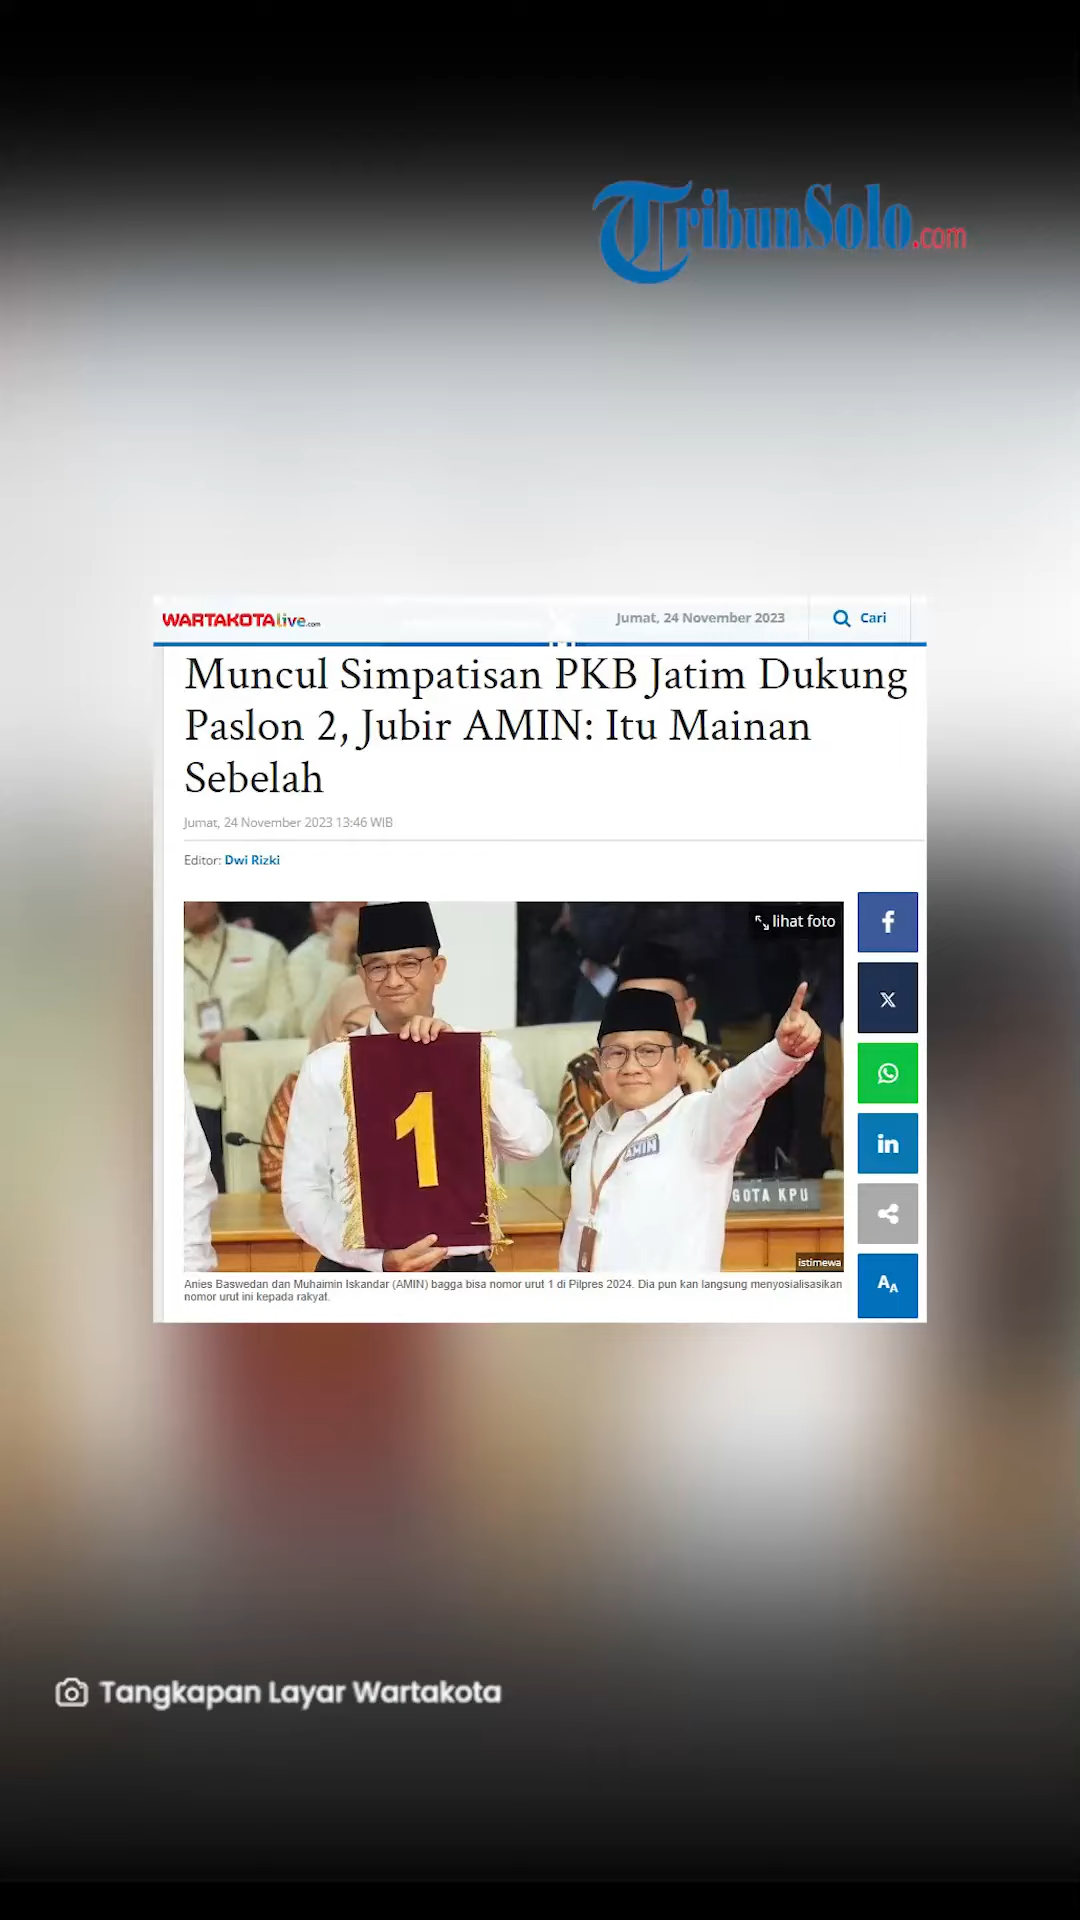 TribunSolo.com
WARTAKOTAlive.com
Jumat, 24 November 2023
Cari
Muncul Simpatisan PKB Jatim Dukung
Paslon 2, Jubir AMIN: Itu Mainan
Sebelah
Jumat, 24 November 2023 13:46 WIB
Editor: Dwi Rizki
lihat foto
1
AMIN
GOTA KPU
istimewa
Anies Baswedan dan Muhaimin Iskandar (AMIN) bagga bisa nomor urut 1 di Pilpres 2024. Dia pun kan langsung menyosialisasikan
nomor urut ini kepada rakyat.
f
X
in
AA
Tangkapan Layar Wartakota